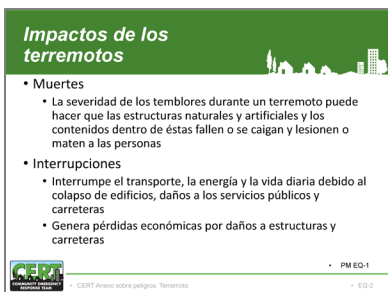 Impactos de los
terremotos
• Muertes
• La severidad de los temblores durante un terremoto puede
hacer que las estructuras naturales y artificiales y los
contenidos dentro de éstas fallen o se caigan y lesionen o
maten a las personas
• Interrupciones
• Interrumpe el transporte, la energía y la vida diaria debido al
colapso de edificios, daños a los servicios públicos y
carreteras
• Genera pérdidas económicas por daños a estructuras y
carreteras
• PM EQ-1
CERT
COMMUNITY EMERGENCY
RESPONSE TEAM
• CERT Anexo sobre peligros: Terremoto
• EQ-2